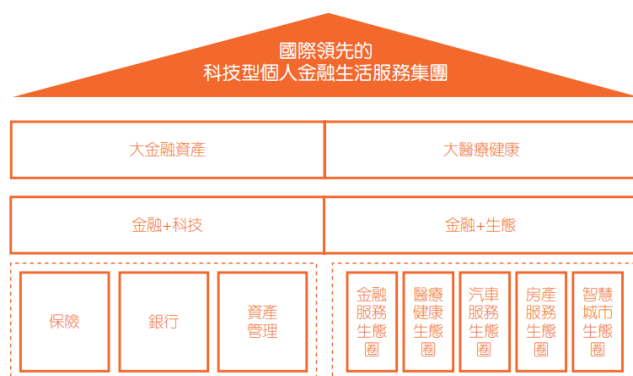 國際領先的
科技型個人金融生活服務集團
大金融資產
大醫療健康
金融+科技
金融+生態
保險
銀行
資產
管理
金融
服務
生態
圈
醫療
健康
生態
圈
汽車
服務
生態
圈
房產
服務
生態
圈
智慧
城市
生態
圈